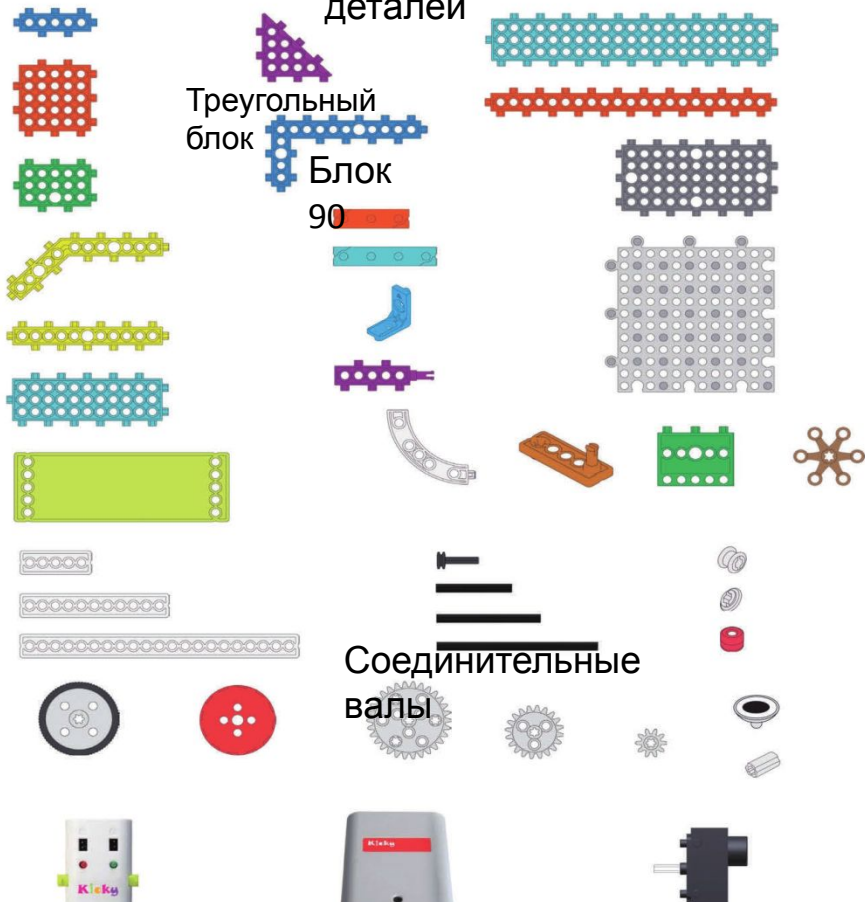 деталей
Треугольный
блок
Блок
90
Соединительные
валы
Kicky
Kicky